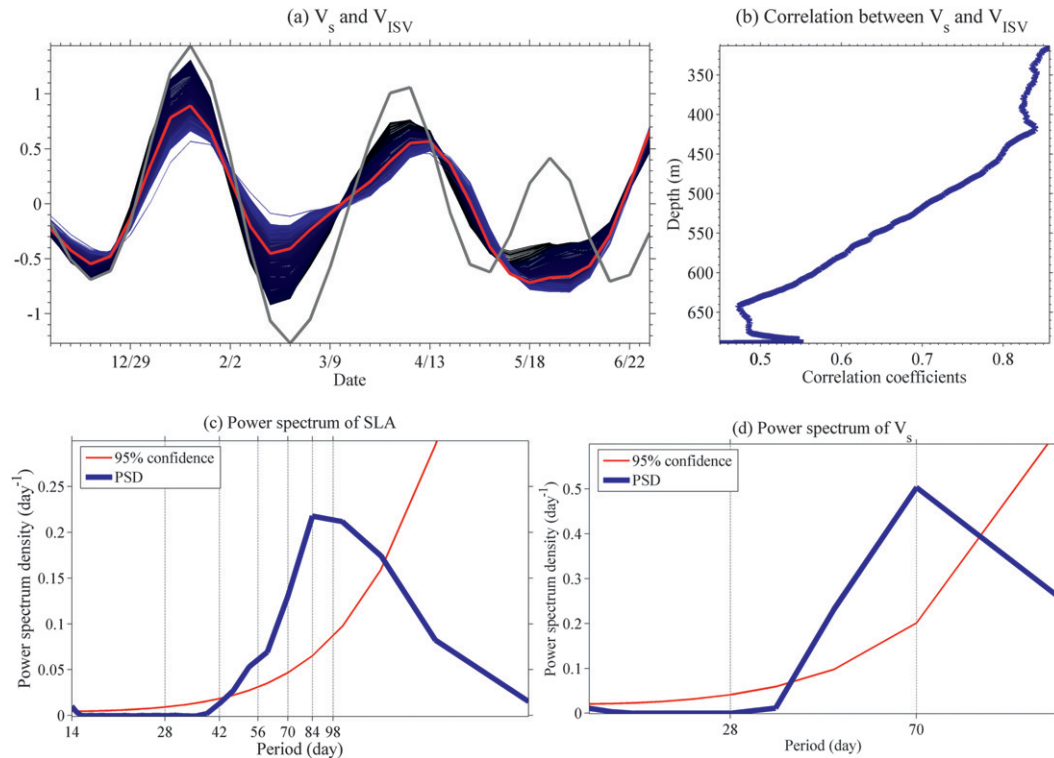 (a) V_s and V_ISV
1
0.5
0
-0.5
-1
12/29 2/2 3/9 4/13 5/18 6/22
Date
(b) Correlation between V_s and V_ISV
Depth (m)
350
400
450
500
550
600
650
0.5 0.6 0.7 0.8
Correlation coefficients
(c) Power spectrum of SLA
95% confidence
PSD
Power spectrum density (day^-1)
0.25
0.2
0.15
0.1
0.05
0
14 28 42 56 70 84 98
Period (day)
(d) Power spectrum of V_s
95% confidence
PSD
Power spectrum density (day^-1)
0.5
0.4
0.3
0.2
0.1
0
28 70
Period (day)